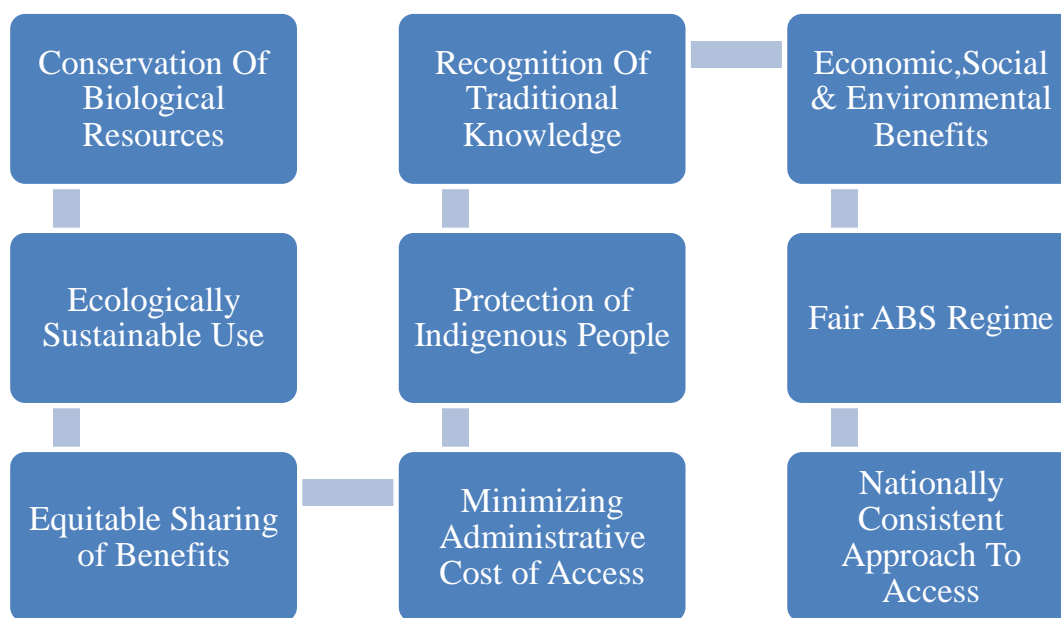 Conservation Of
Biological
Resources
Ecologically
Sustainable Use
Equitable Sharing
of Benefits
Minimizing
Administrative
Cost of Access
Protection of
Indigenous People
Recognition Of
Traditional
Knowledge
Economic,Social
& Environmental
Benefits
Fair ABS Regime
Nationally
Consistent
Approach To
Access